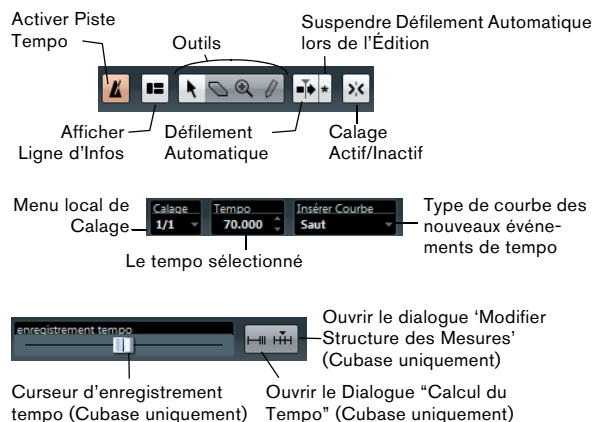 Activer Piste
Tempo
Outils
Suspendre Défilement Automatique
lors de l'Édition
Afficher
Ligne d'Infos
Défilement
Automatique
Calage
Actif/Inactif
Menu local de
Calage
Calage
1/1
Tempo
70.000
Insérer Courbe
Saut
Type de courbe des
nouveaux événe-
ments de tempo
Le tempo sélectionné
enregistrement tempo
Ouvrir le dialogue 'Modifier
Structure des Mesures'
(Cubase uniquement)
Curseur d'enregistrement
tempo (Cubase uniquement)
Ouvrir le Dialogue “Calcul du
Tempo” (Cubase uniquement)